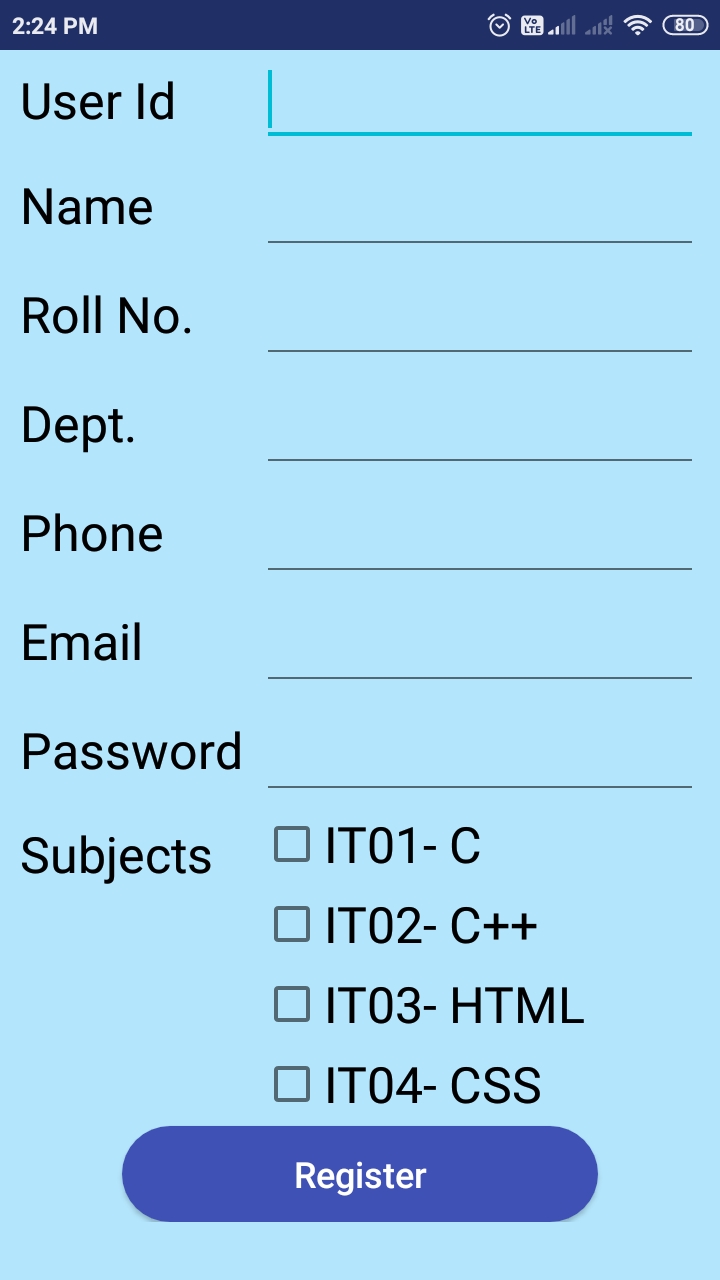 2:24 PM Vo LTE 80
User Id
Name
Roll No.
Dept.
Phone
Email
Password
Subjects
IT01- C
IT02- C++
IT03- HTML
IT04- CSS
Register